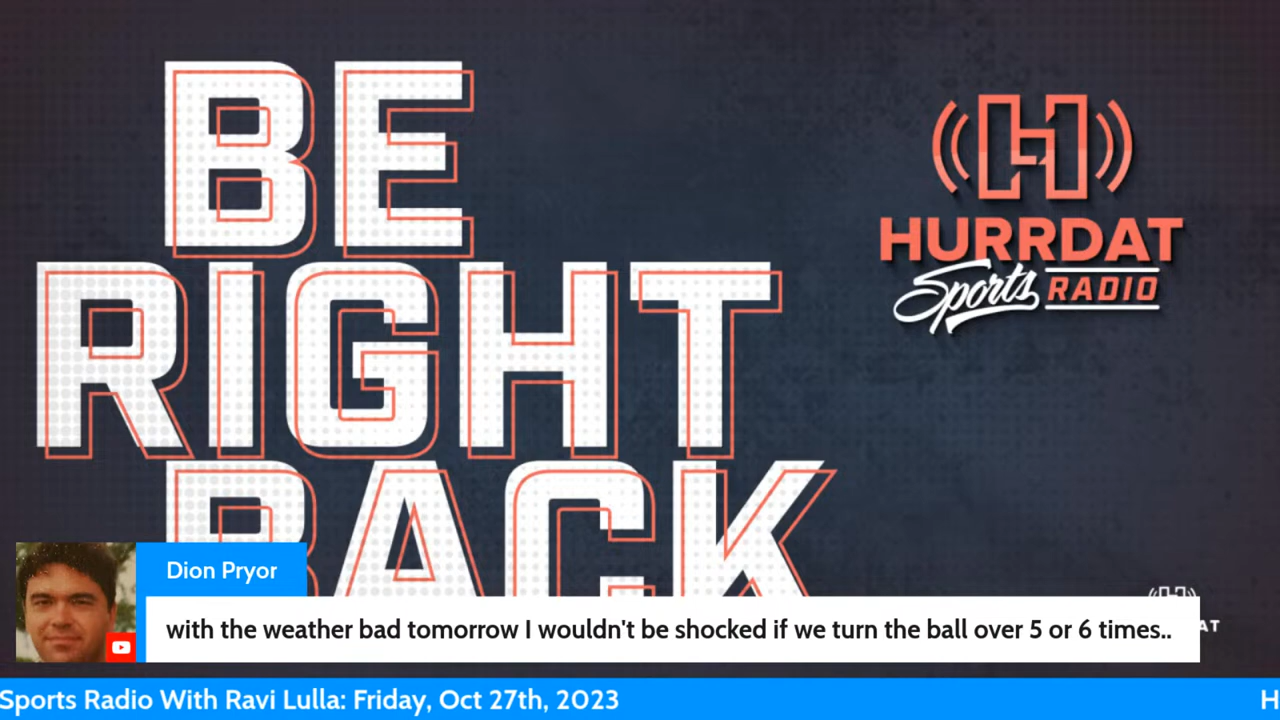 BE
RIGHT
BACK
HURRDAT
Sports RADIO
Dion Pryor
with the weather bad tomorrow I wouldn't be shocked if we turn the ball over 5 or 6 times..
AT
Sports Radio With Ravi Lulla: Friday, Oct 27th, 2023
H